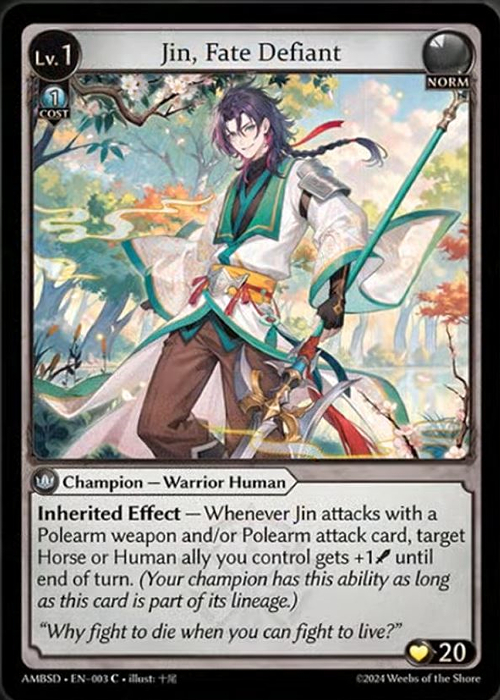 Lv.1
Jin, Fate Defiant
NORM
1
COST
Champion — Warrior Human
Inherited Effect — Whenever Jin attacks with a
Polearm weapon and/or Polearm attack card, target
Horse or Human ally you control gets +1 until
end of turn. (Your champion has this ability as long
as this card is part of its lineage.)
“Why fight to die when you can fight to live?”
20
AMBSD • EN-003 C • illust: 十尾
©2024 Weebs of the Shore